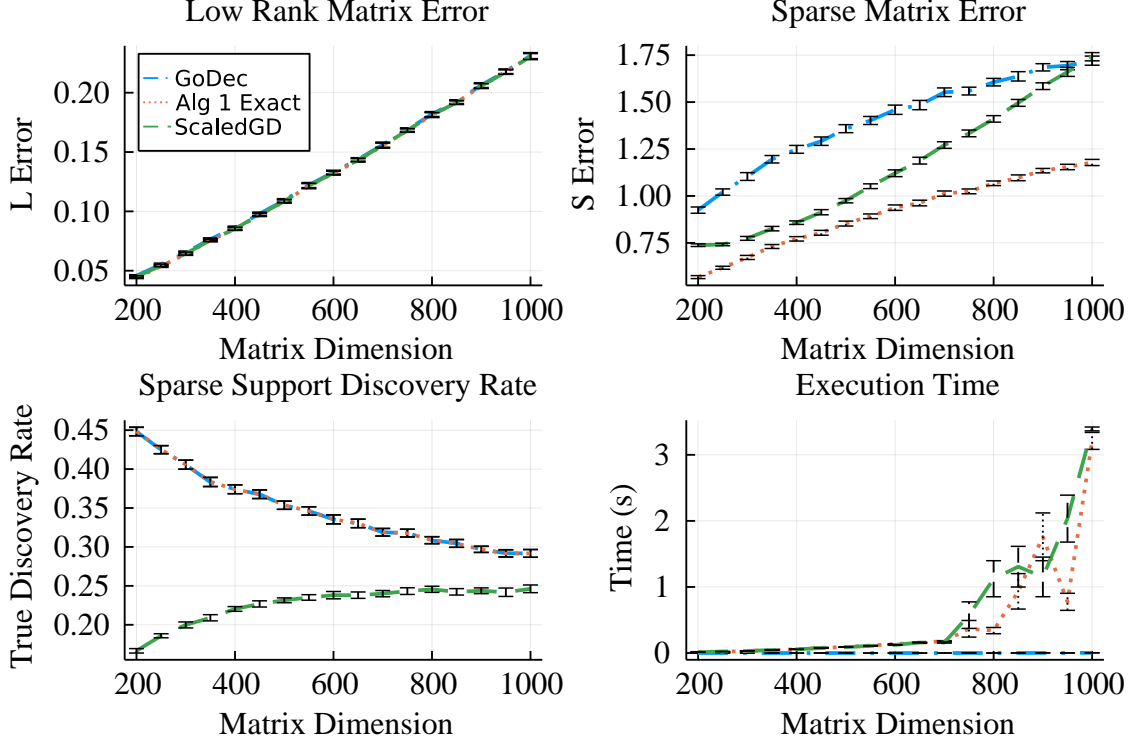 Low Rank Matrix Error
L Error
0.20
0.15
0.10
0.05
GoDec
Alg 1 Exact
ScaledGD
200 400 600 800 1000
Matrix Dimension
Sparse Matrix Error
S Error
1.75
1.50
1.25
1.00
0.75
200 400 600 800 1000
Matrix Dimension
Sparse Support Discovery Rate
True Discovery Rate
0.45
0.40
0.35
0.30
0.25
0.20
200 400 600 800 1000
Matrix Dimension
Execution Time
Time (s)
3
2
1
0
200 400 600 800 1000
Matrix Dimension